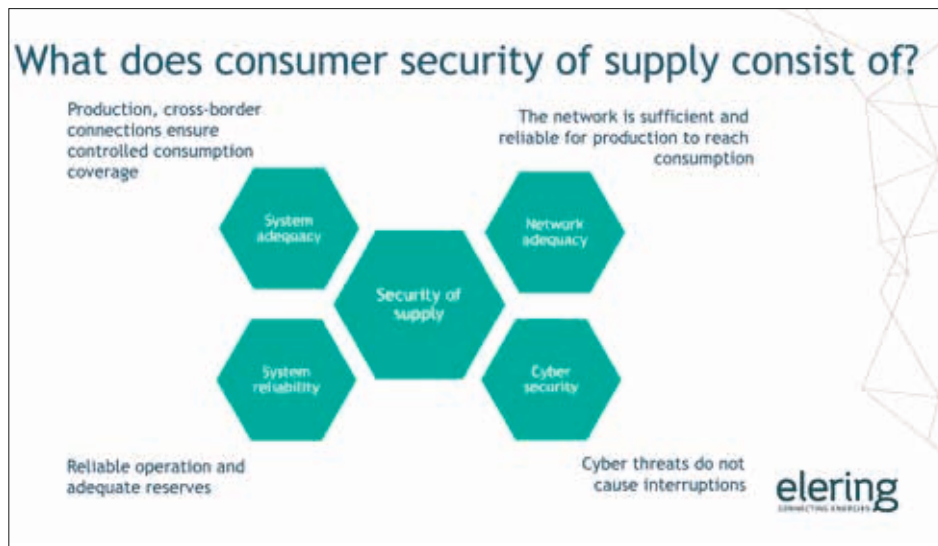 What does consumer security of supply consist of?
Production, cross-border
connections ensure
controlled consumption
coverage
The network is sufficient and
reliable for production to reach
consumption
System
adequacy
Network
adequacy
Security of
supply
System
reliability
Cyber
security
Reliable operation and
adequate reserves
Cyber threats do not
cause interruptions
elering
CONNECTING ENERGIES